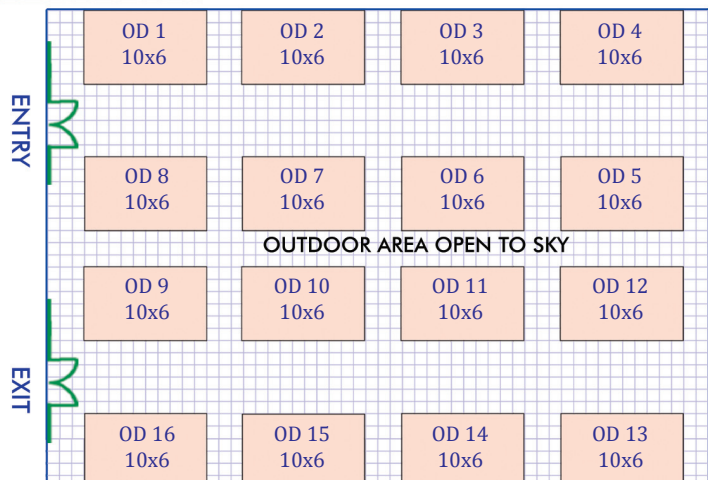 OD 1
10x6
OD 2
10x6
OD 3
10x6
OD 4
10x6
ENTRY
OD 8
10x6
OD 7
10x6
OD 6
10x6
OD 5
10x6
OUTDOOR AREA OPEN TO SKY
OD 9
10x6
OD 10
10x6
OD 11
10x6
OD 12
10x6
EXIT
OD 16
10x6
OD 15
10x6
OD 14
10x6
OD 13
10x6